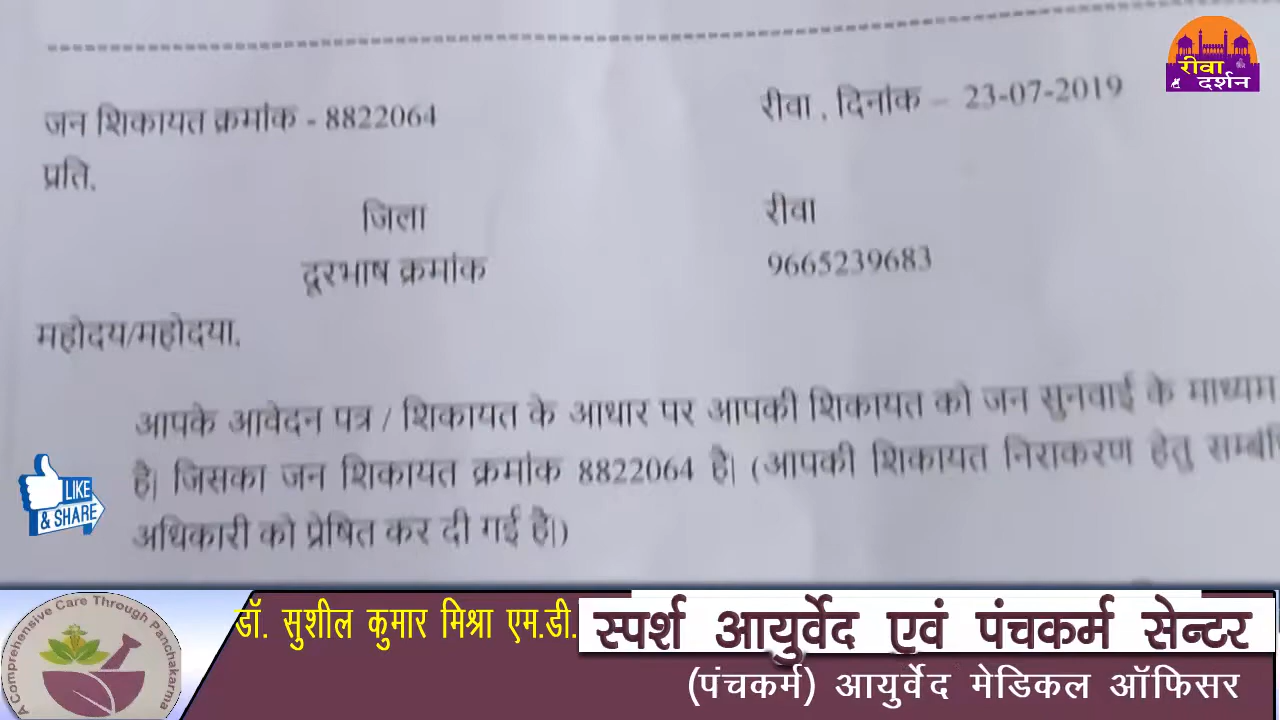 रीवा
दर्शन
जन शिकायत क्रमांक - 8822064
रीवा , दिनांक – 23-07-2019
प्रति,
जिला
रीवा
दूरभाष क्रमांक
9665239683
महोदय/महोदया,
आपके आवेदन पत्र / शिकायत के आधार पर आपकी शिकायत को जन सुनवाई के माध्यम
है| जिसका जन शिकायत क्रमांक 8822064 है| (आपकी शिकायत निराकरण हेतु
अधिकारी को प्रेषित कर दी गई है|)
LIKE
& SHARE
A Comprehensive Care Through Panchakarma
डॉ. सुशील कुमार मिश्रा एम.डी.
स्पर्श आयुर्वेद एवं पंचकर्म सेन्टर
(पंचकर्म) आयुर्वेद मेडिकल ऑफिसर